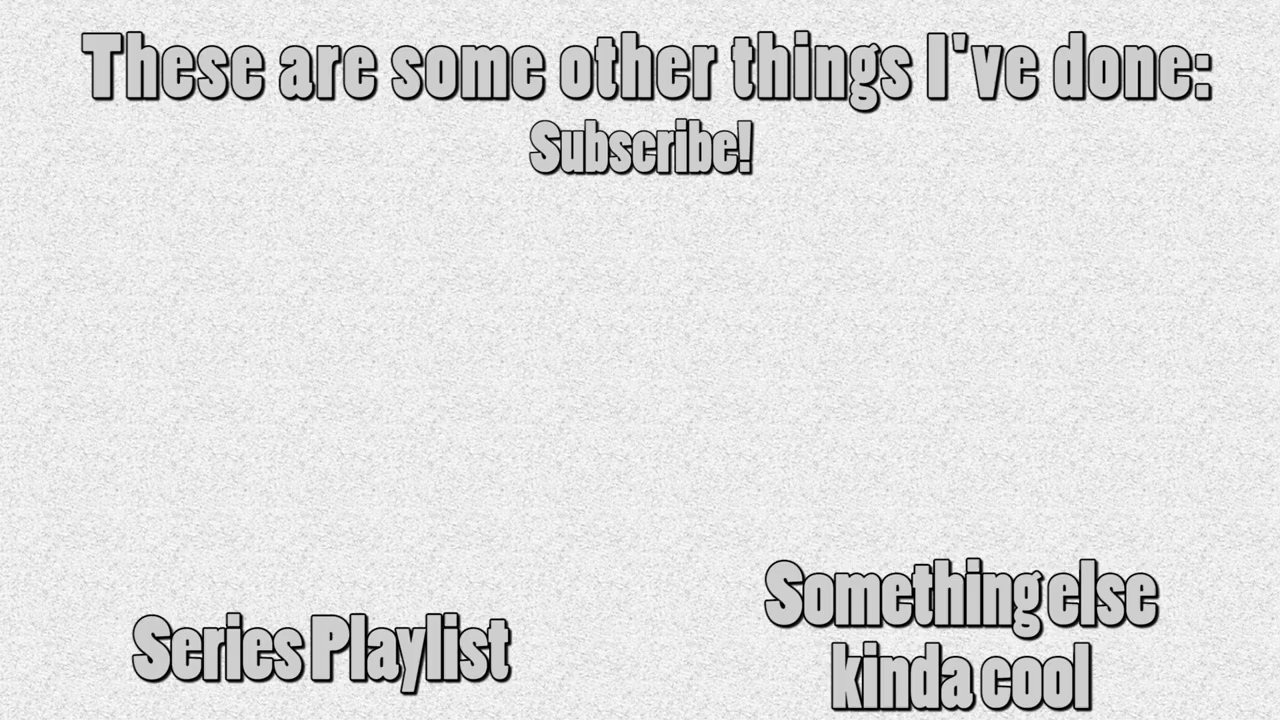 These are some other things I've done:
Subscribe!
Series Playlist
Something else
kinda cool